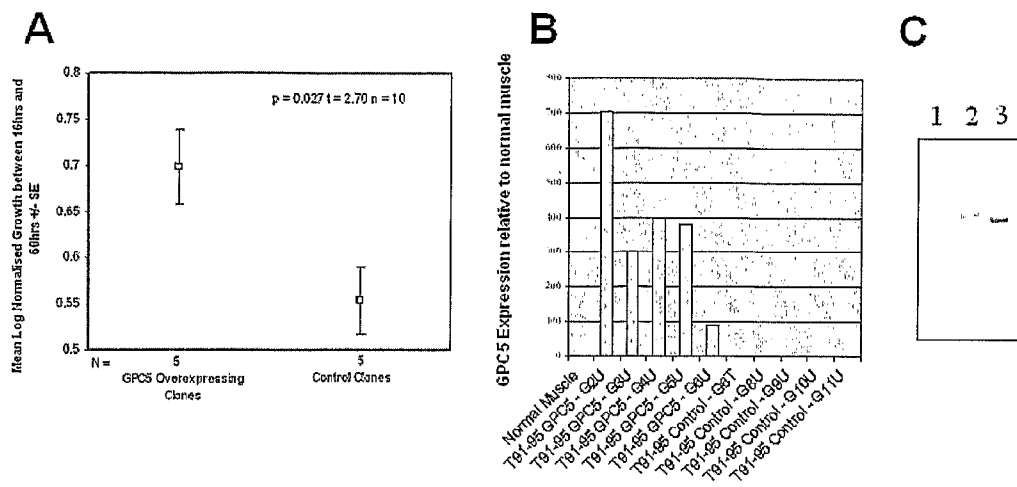 A
Mean Log Normalised Growth between 16hrs and
60hrs +/- SE
0.8
0.75
0.7
0.65
0.6
0.55
0.5
p = 0.027 t = 2.70 n = 10
N =
5
5
GPC5 Overexpressing
Clones
Control Clones
B
GPC5 Expression relative to normal muscle
800
700
600
500
400
300
200
100
0
Normal Muscle
T91-95 GPC5 - G2U
T91-95 GPC5 - G3U
T91-95 GPC5 - G4U
T91-95 GPC5 - G5U
T91-95 GPC5 - G6U
T91-95 Control - G6T
T91-95 Control - G8U
T91-95 Control - G9U
T91-95 Control - G10U
T91-95 Control - G11U
C
1 2 3